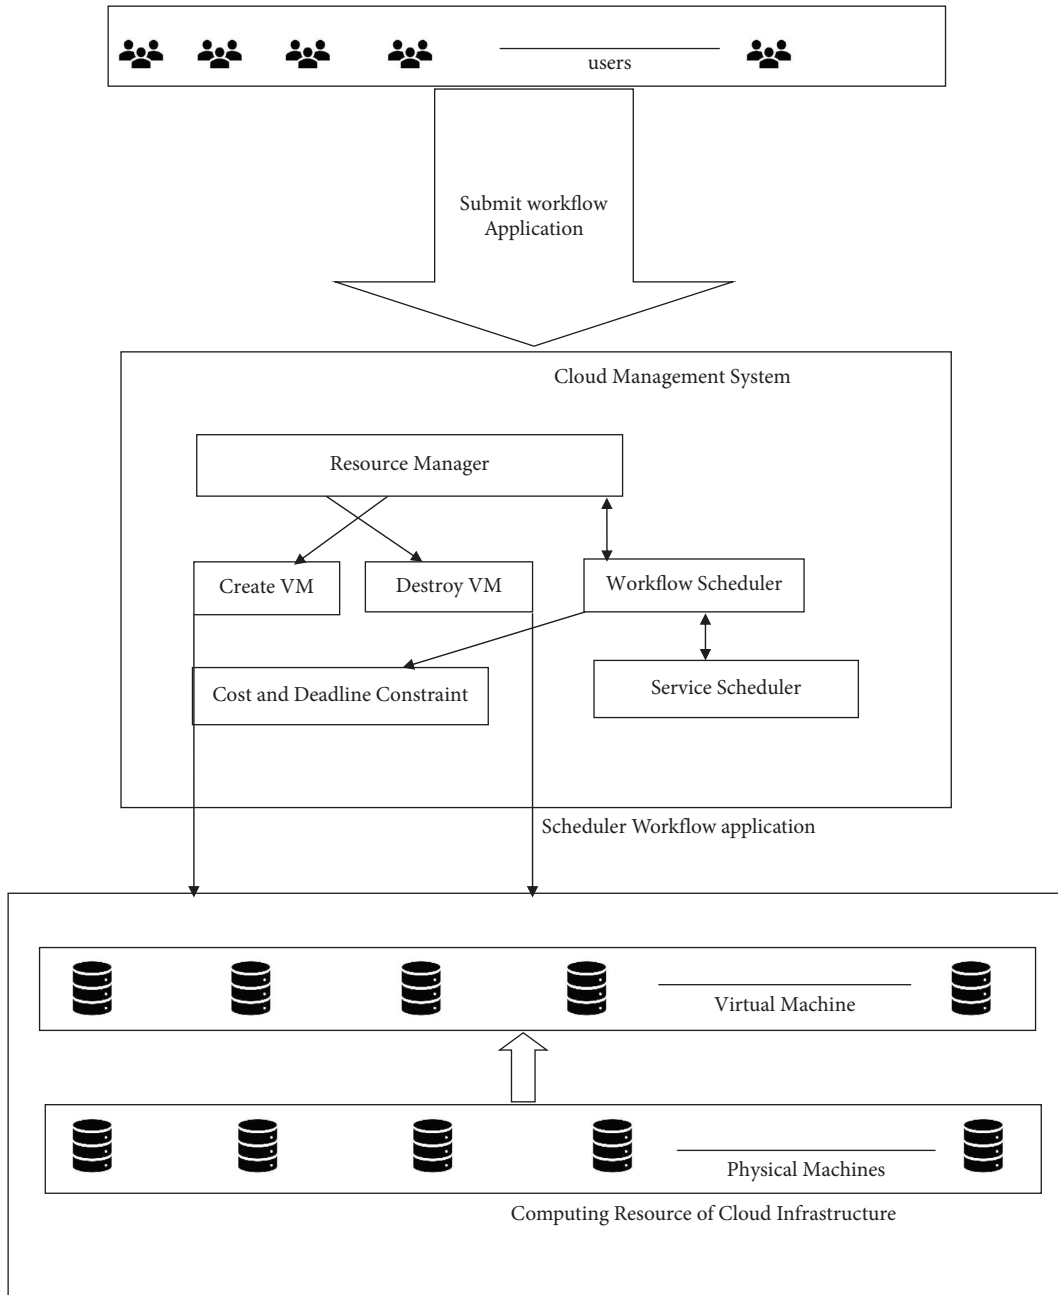 users
Submit workflow
Application
Cloud Management System
Resource Manager
Create VM
Destroy VM
Workflow Scheduler
Cost and Deadline Constraint
Service Scheduler
Scheduler Workflow application
Virtual Machine
Physical Machines
Computing Resource of Cloud Infrastructure